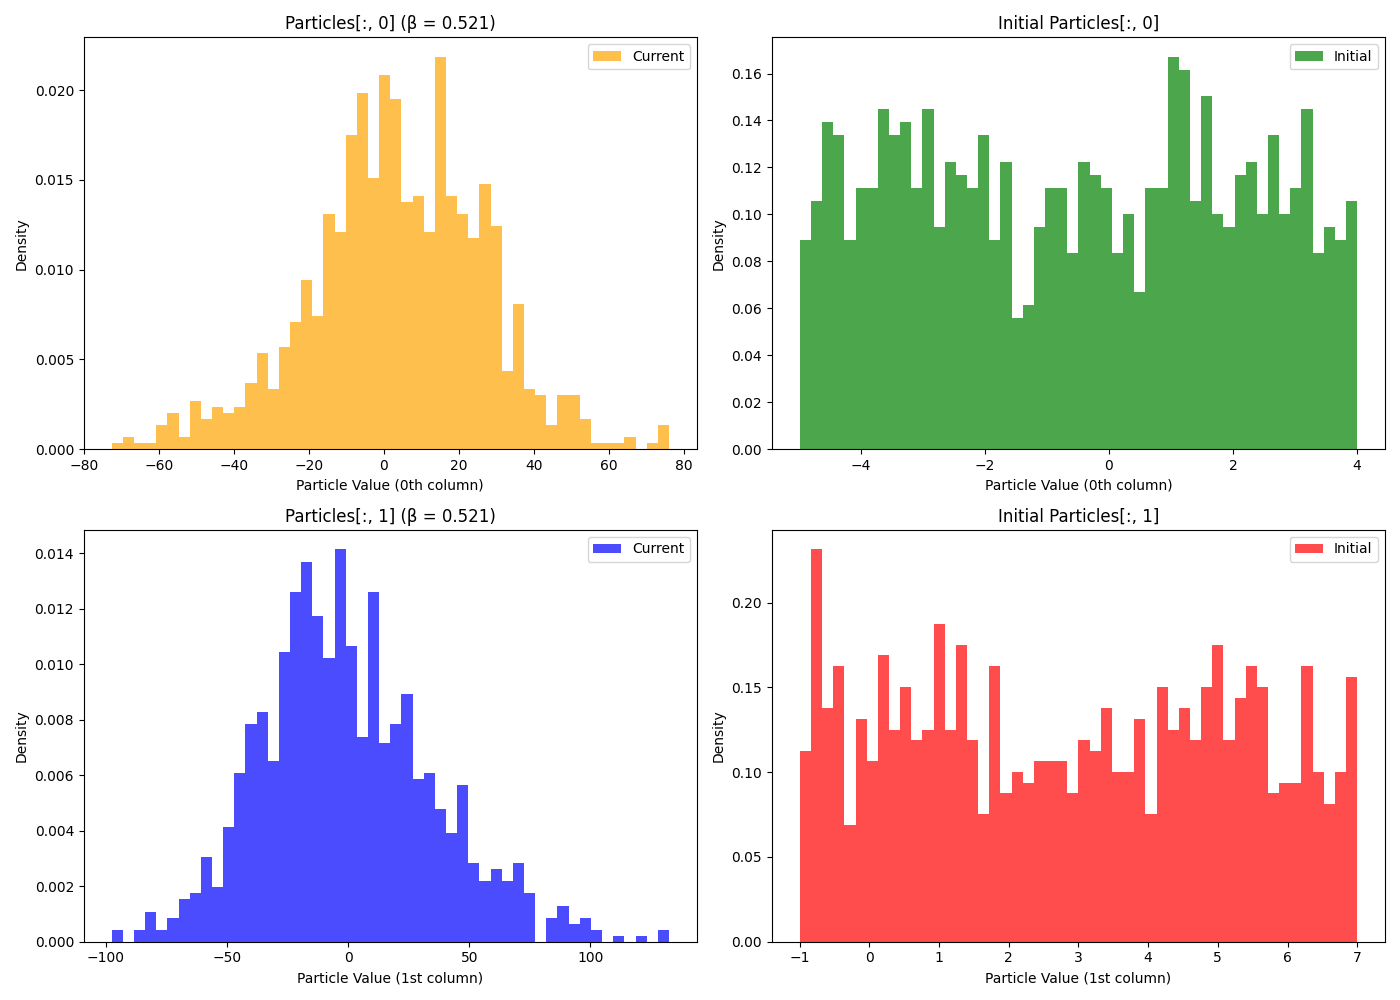 Particles[:, 0] (β = 0.521)
Current
Density
0.020
0.015
0.010
0.005
0.000
−80 −60 −40 −20 0 20 40 60 80
Particle Value (0th column)
Initial Particles[:, 0]
Initial
Density
0.16
0.14
0.12
0.10
0.08
0.06
0.04
0.02
0.00
−4 −2 0 2 4
Particle Value (0th column)
Particles[:, 1] (β = 0.521)
Current
Density
0.014
0.012
0.010
0.008
0.006
0.004
0.002
0.000
−100 −50 0 50 100
Particle Value (1st column)
Initial Particles[:, 1]
Initial
Density
0.20
0.15
0.10
0.05
0.00
−1 0 1 2 3 4 5 6 7
Particle Value (1st column)